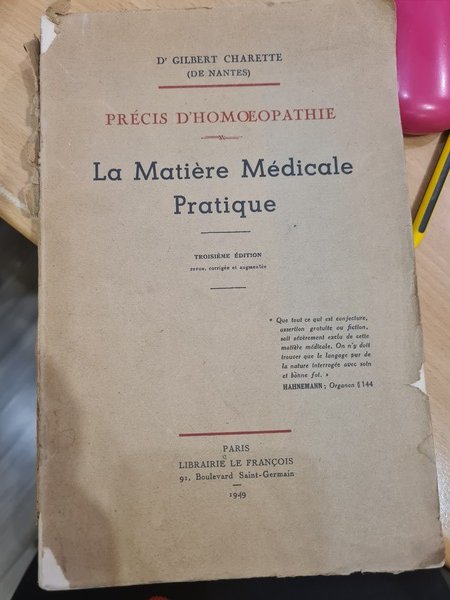 Dr GILBERT CHARETTE
(DE NANTES)
PRÉCIS D'HOMŒOPATHIE
La Matière Médicale
Pratique
TROISIÈME ÉDITION
revue, corrigée et augmentée
« Que tout ce qui est conjecture,
assertion gratuite ou fiction,
soit sévèrement exclu de cette
matière médicale. On n'y doit
trouver que le langage pur de
la nature interrogée avec soin
et bonne foi. »
HAHNEMANN ; Organon § 144
PARIS
LIBRAIRIE LE FRANÇOIS
91, Boulevard Saint-Germain
1949